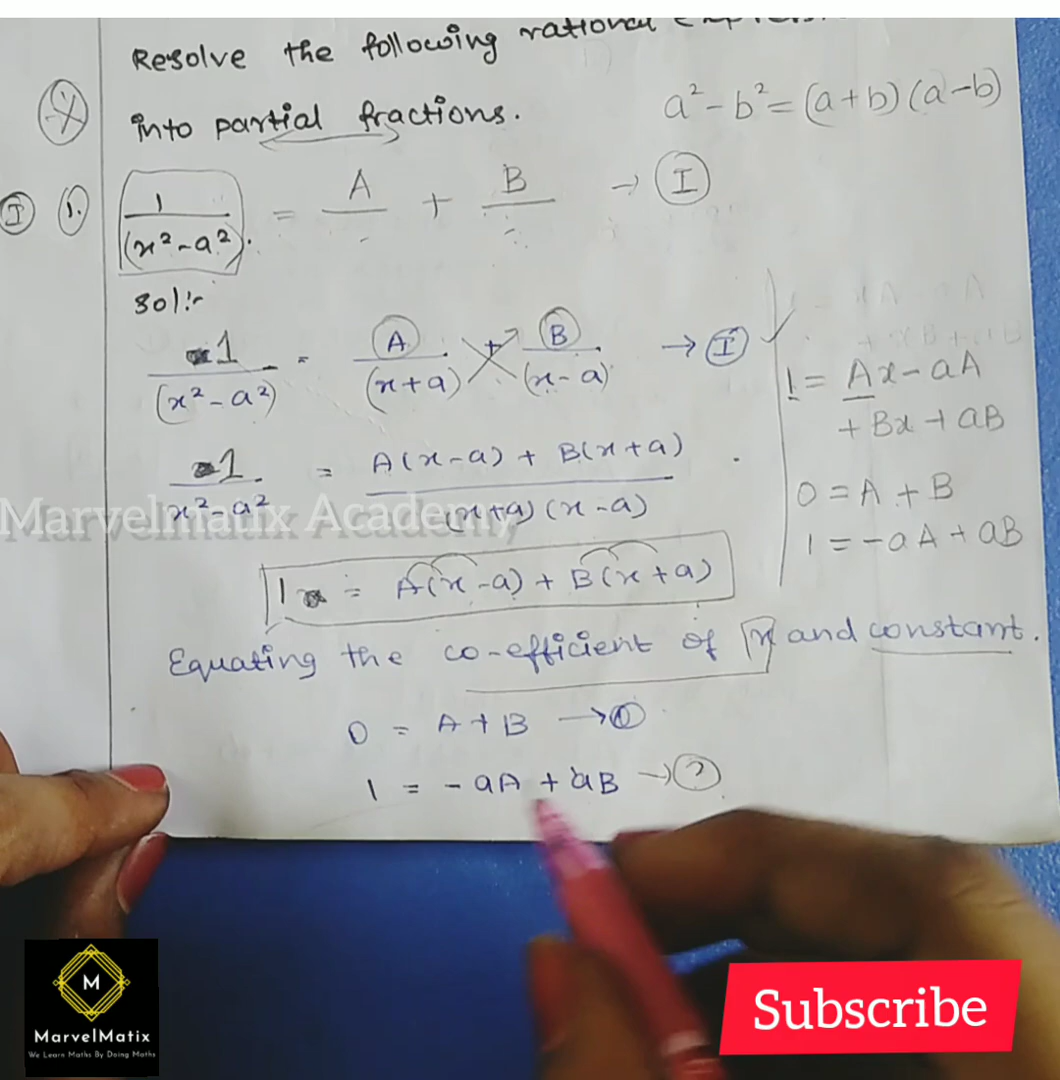 Resolve the following rational
into partial fractions.
a² - b² = (a+b) (a-b)
Ⓘ ①. 1/(x²-a²). = A/ + B/ → Ⓘ
Sol:-
1/(x²-a²) = A/(x+a) + B/(x-a) → Ⓘ
1/x²-a² = A(x-a) + B(x+a)/(x+a) (x-a) .
1 = A(x-a) + B(x+a)
1 = Ax - aA
+ Bx + aB
0 = A + B
1 = -aA + aB
Equating the co-efficient of x and constant.
0 = A + B → ①
1 = -aA + aB → ②
Marvelmatix Academy
M
MARVELMATIX
We Learn Maths By Doing Maths
Subscribe